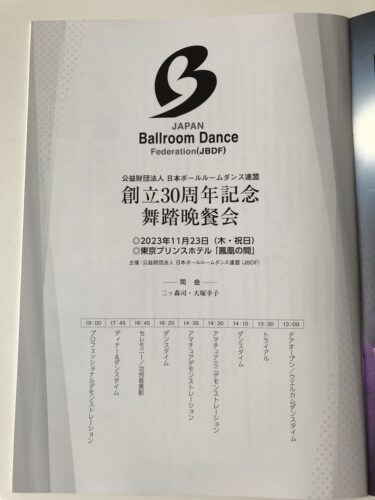 JAPAN
Ballroom Dance
Federation(JBDF)
公益財団法人 日本ボールルームダンス連盟
創立30周年記念
舞踏晩餐会
◎2023年11月23日(木・祝日)
◎東京プリンスホテル「鳳凰の間」
主催：公益財団法人 日本ボールルームダンス連盟(JBDF)
司 会
二ッ森司・大塚幸子
13:00 ドアオープン/ウエルカムダンスタイム
13:30 トライアル
14:10 ダンスタイム
14:30 アマチュアミニデモンストレーション
14:35 アマチュアデモンストレーション
16:20 ダンスタイム
16:45 セレモニー/功労者表彰
17:45 ディナー&ダンスタイム
19:00 プロフェッショナルデモンストレーション